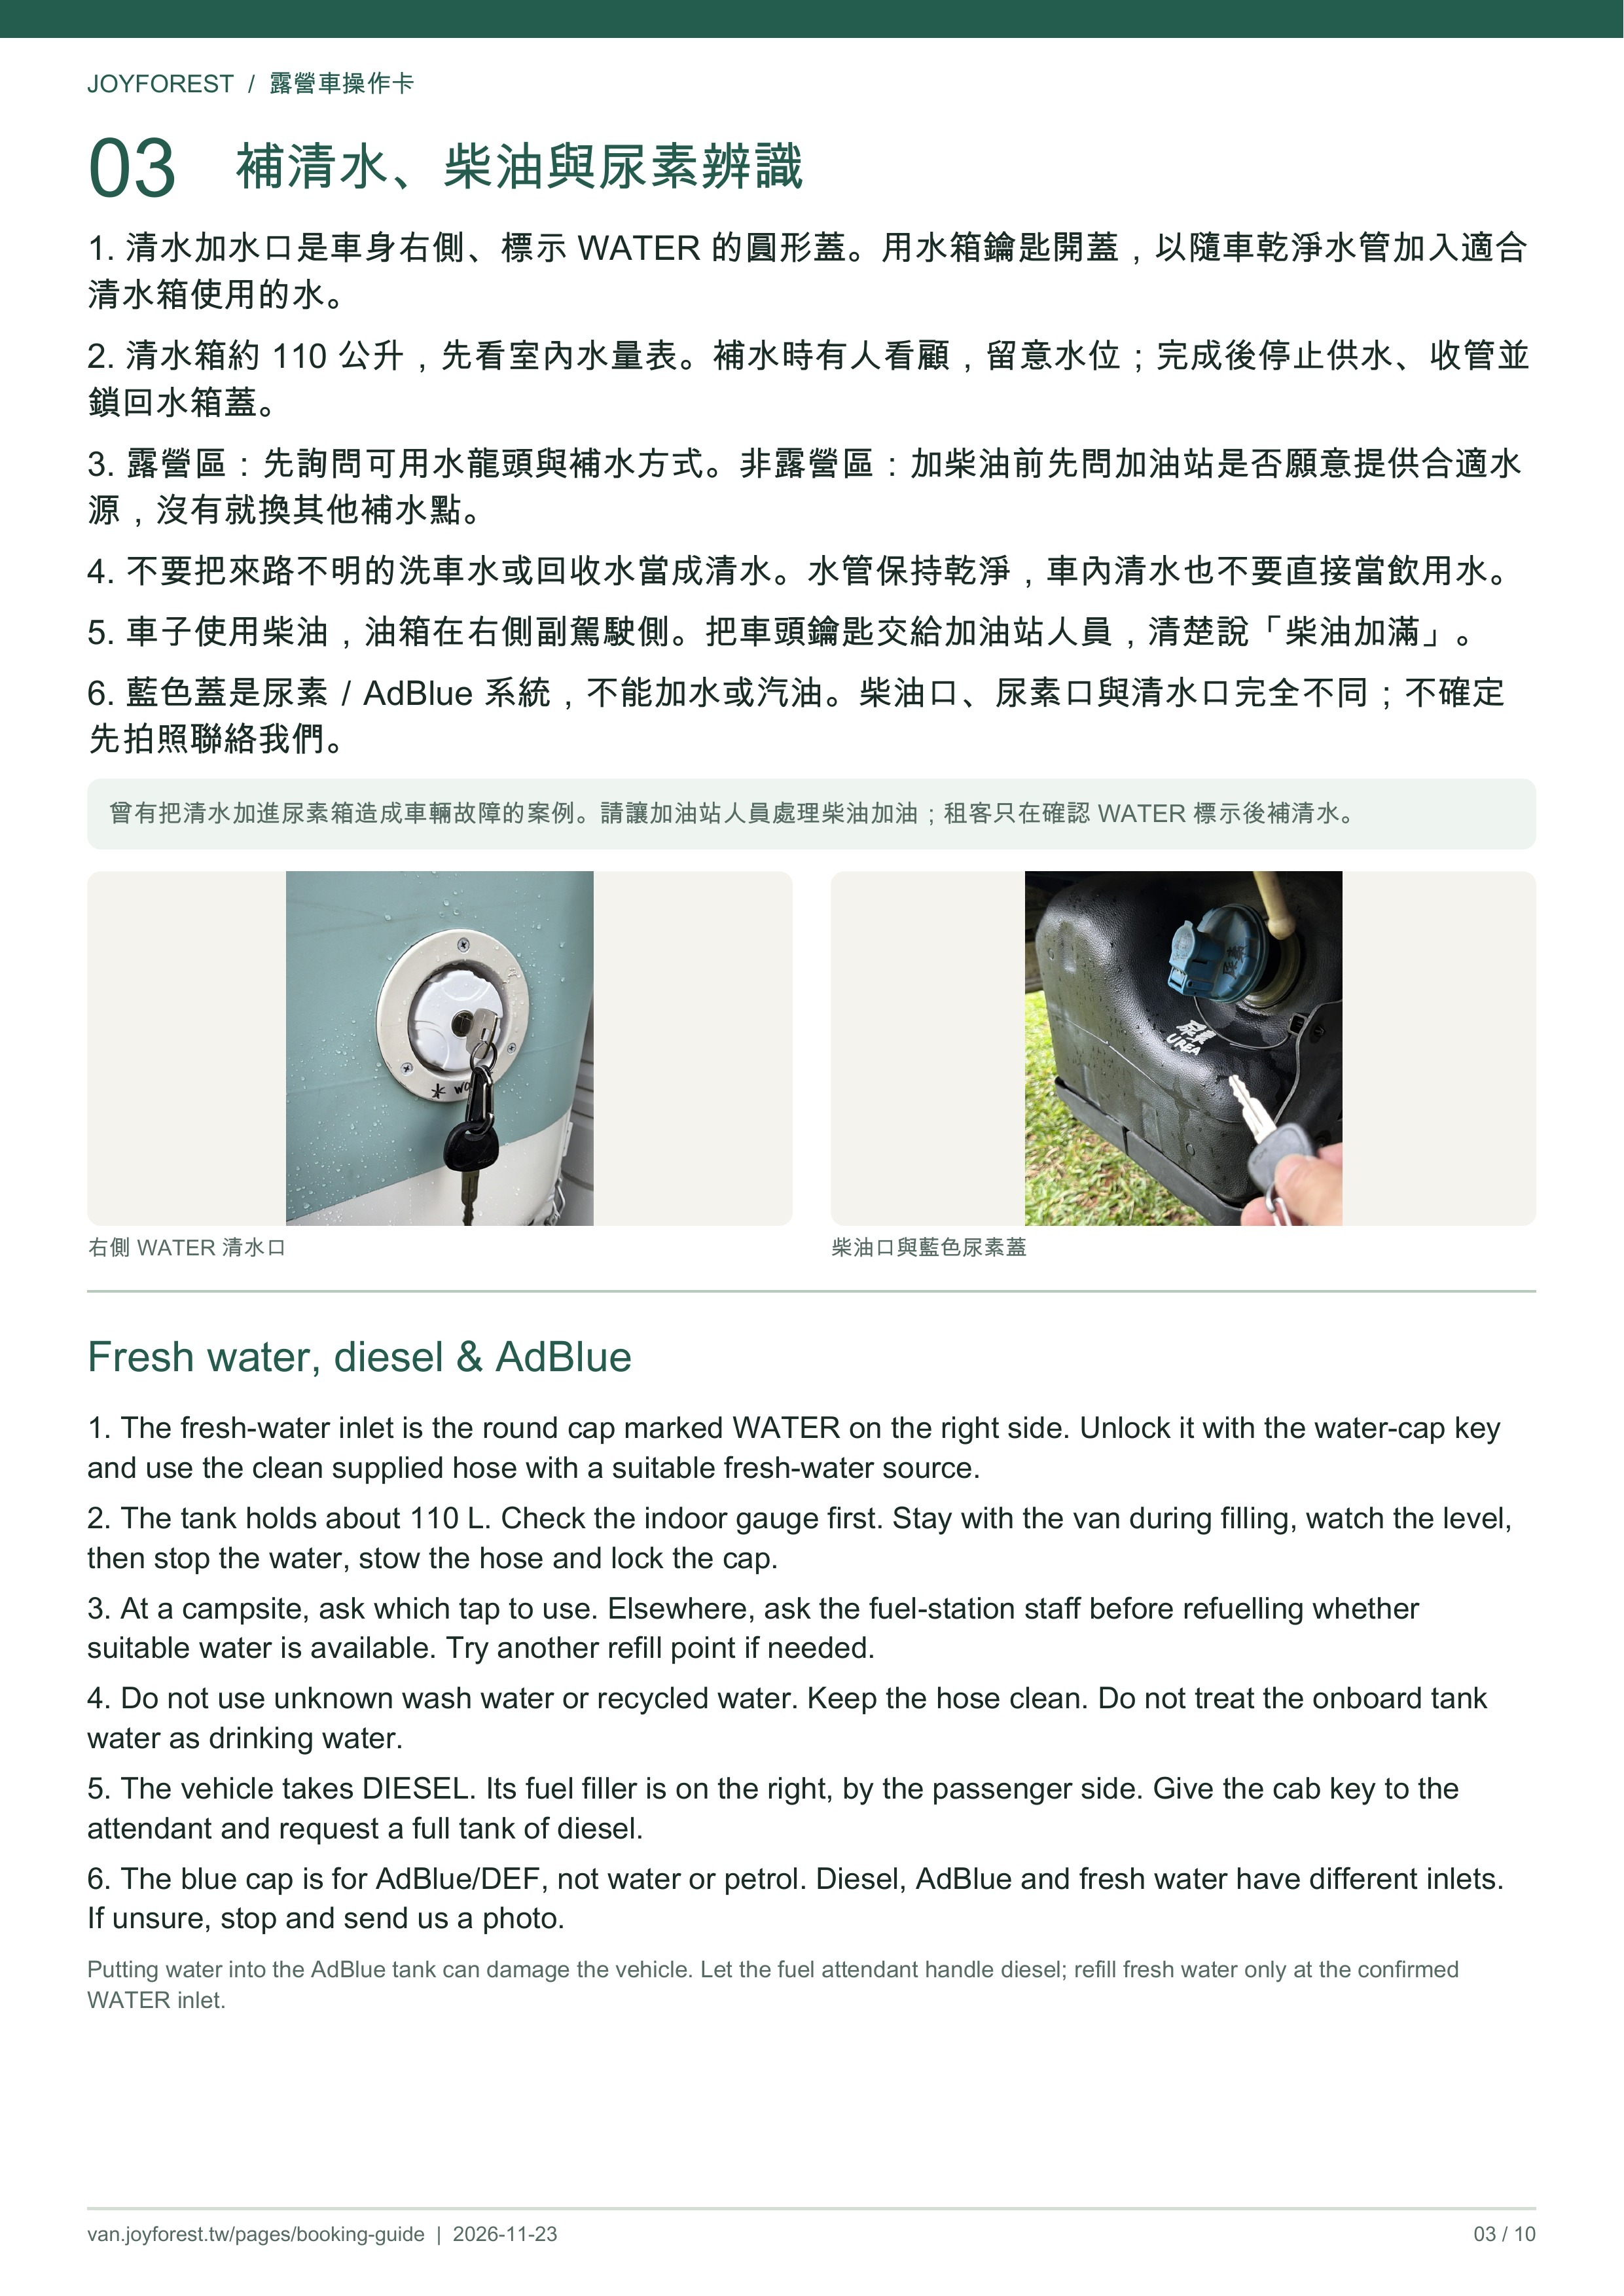 JOYFOREST / 露營車操作卡
03 補清水、柴油與尿素辨識
1. 清水加水口是車身右側、標示 WATER 的圓形蓋。用水箱鑰匙開蓋，以隨車乾淨水管加入適合
清水箱使用的水。
2. 清水箱約 110 公升，先看室內水量表。補水時有人看顧，留意水位；完成後停止供水、收管並
鎖回水箱蓋。
3. 露營區：先詢問可用水龍頭與補水方式。非露營區：加柴油前先問加油站是否願意提供合適水
源，沒有就換其他補水點。
4. 不要把來路不明的洗車水或回收水當成清水。水管保持乾淨，車內清水也不要直接當飲用水。
5. 車子使用柴油，油箱在右側副駕駛側。把車頭鑰匙交給加油站人員，清楚說「柴油加滿」。
6. 藍色蓋是尿素 / AdBlue 系統，不能加水或汽油。柴油口、尿素口與清水口完全不同；不確定
先拍照聯絡我們。
曾有把清水加進尿素箱造成車輛故障的案例。請讓加油站人員處理柴油加油；租客只在確認 WATER 標示後補清水。
水
尿素
尿素
UREA
右側 WATER 清水口
柴油口與藍色尿素蓋
Fresh water, diesel & AdBlue
1. The fresh-water inlet is the round cap marked WATER on the right side. Unlock it with the water-cap key
and use the clean supplied hose with a suitable fresh-water source.
2. The tank holds about 110 L. Check the indoor gauge first. Stay with the van during filling, watch the level,
then stop the water, stow the hose and lock the cap.
3. At a campsite, ask which tap to use. Elsewhere, ask the fuel-station staff before refuelling whether
suitable water is available. Try another refill point if needed.
4. Do not use unknown wash water or recycled water. Keep the hose clean. Do not treat the onboard tank
water as drinking water.
5. The vehicle takes DIESEL. Its fuel filler is on the right, by the passenger side. Give the cab key to the
attendant and request a full tank of diesel.
6. The blue cap is for AdBlue/DEF, not water or petrol. Diesel, AdBlue and fresh water have different inlets.
If unsure, stop and send us a photo.
Putting water into the AdBlue tank can damage the vehicle. Let the fuel attendant handle diesel; refill fresh water only at the confirmed
WATER inlet.
van.joyforest.tw/pages/booking-guide | 2026-11-23
03 / 10